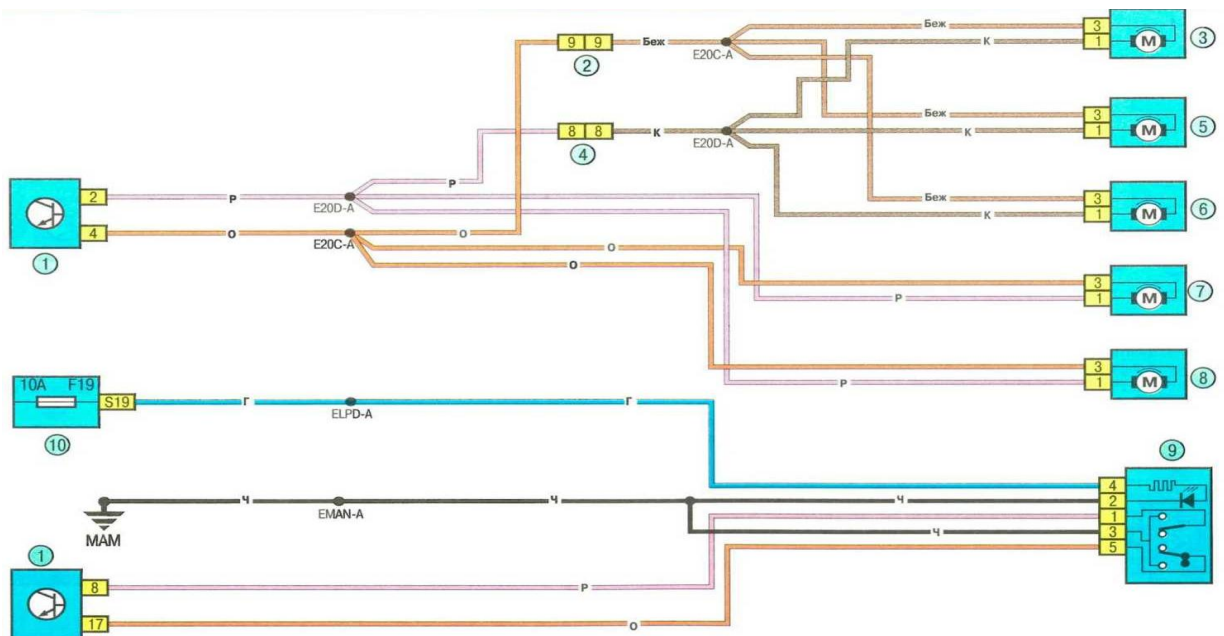 Беж
3
1
К
M
3
9 9
Беж
E20C-A
2
Беж
3
1
К
M
5
8 8
К
E20D-A
4
2
Р
E20D-A
Р
4
О
E20C-A
О
О
О
1
Беж
3
1
К
M
6
3
1
Р
M
7
3
1
Р
M
8
10A F19
S19
Г
ELPD-A
Г
10
9
4
2
1
3
5
Ч
EMAN-A
Ч
Ч
Ч
MAM
1
8
Р
17
О